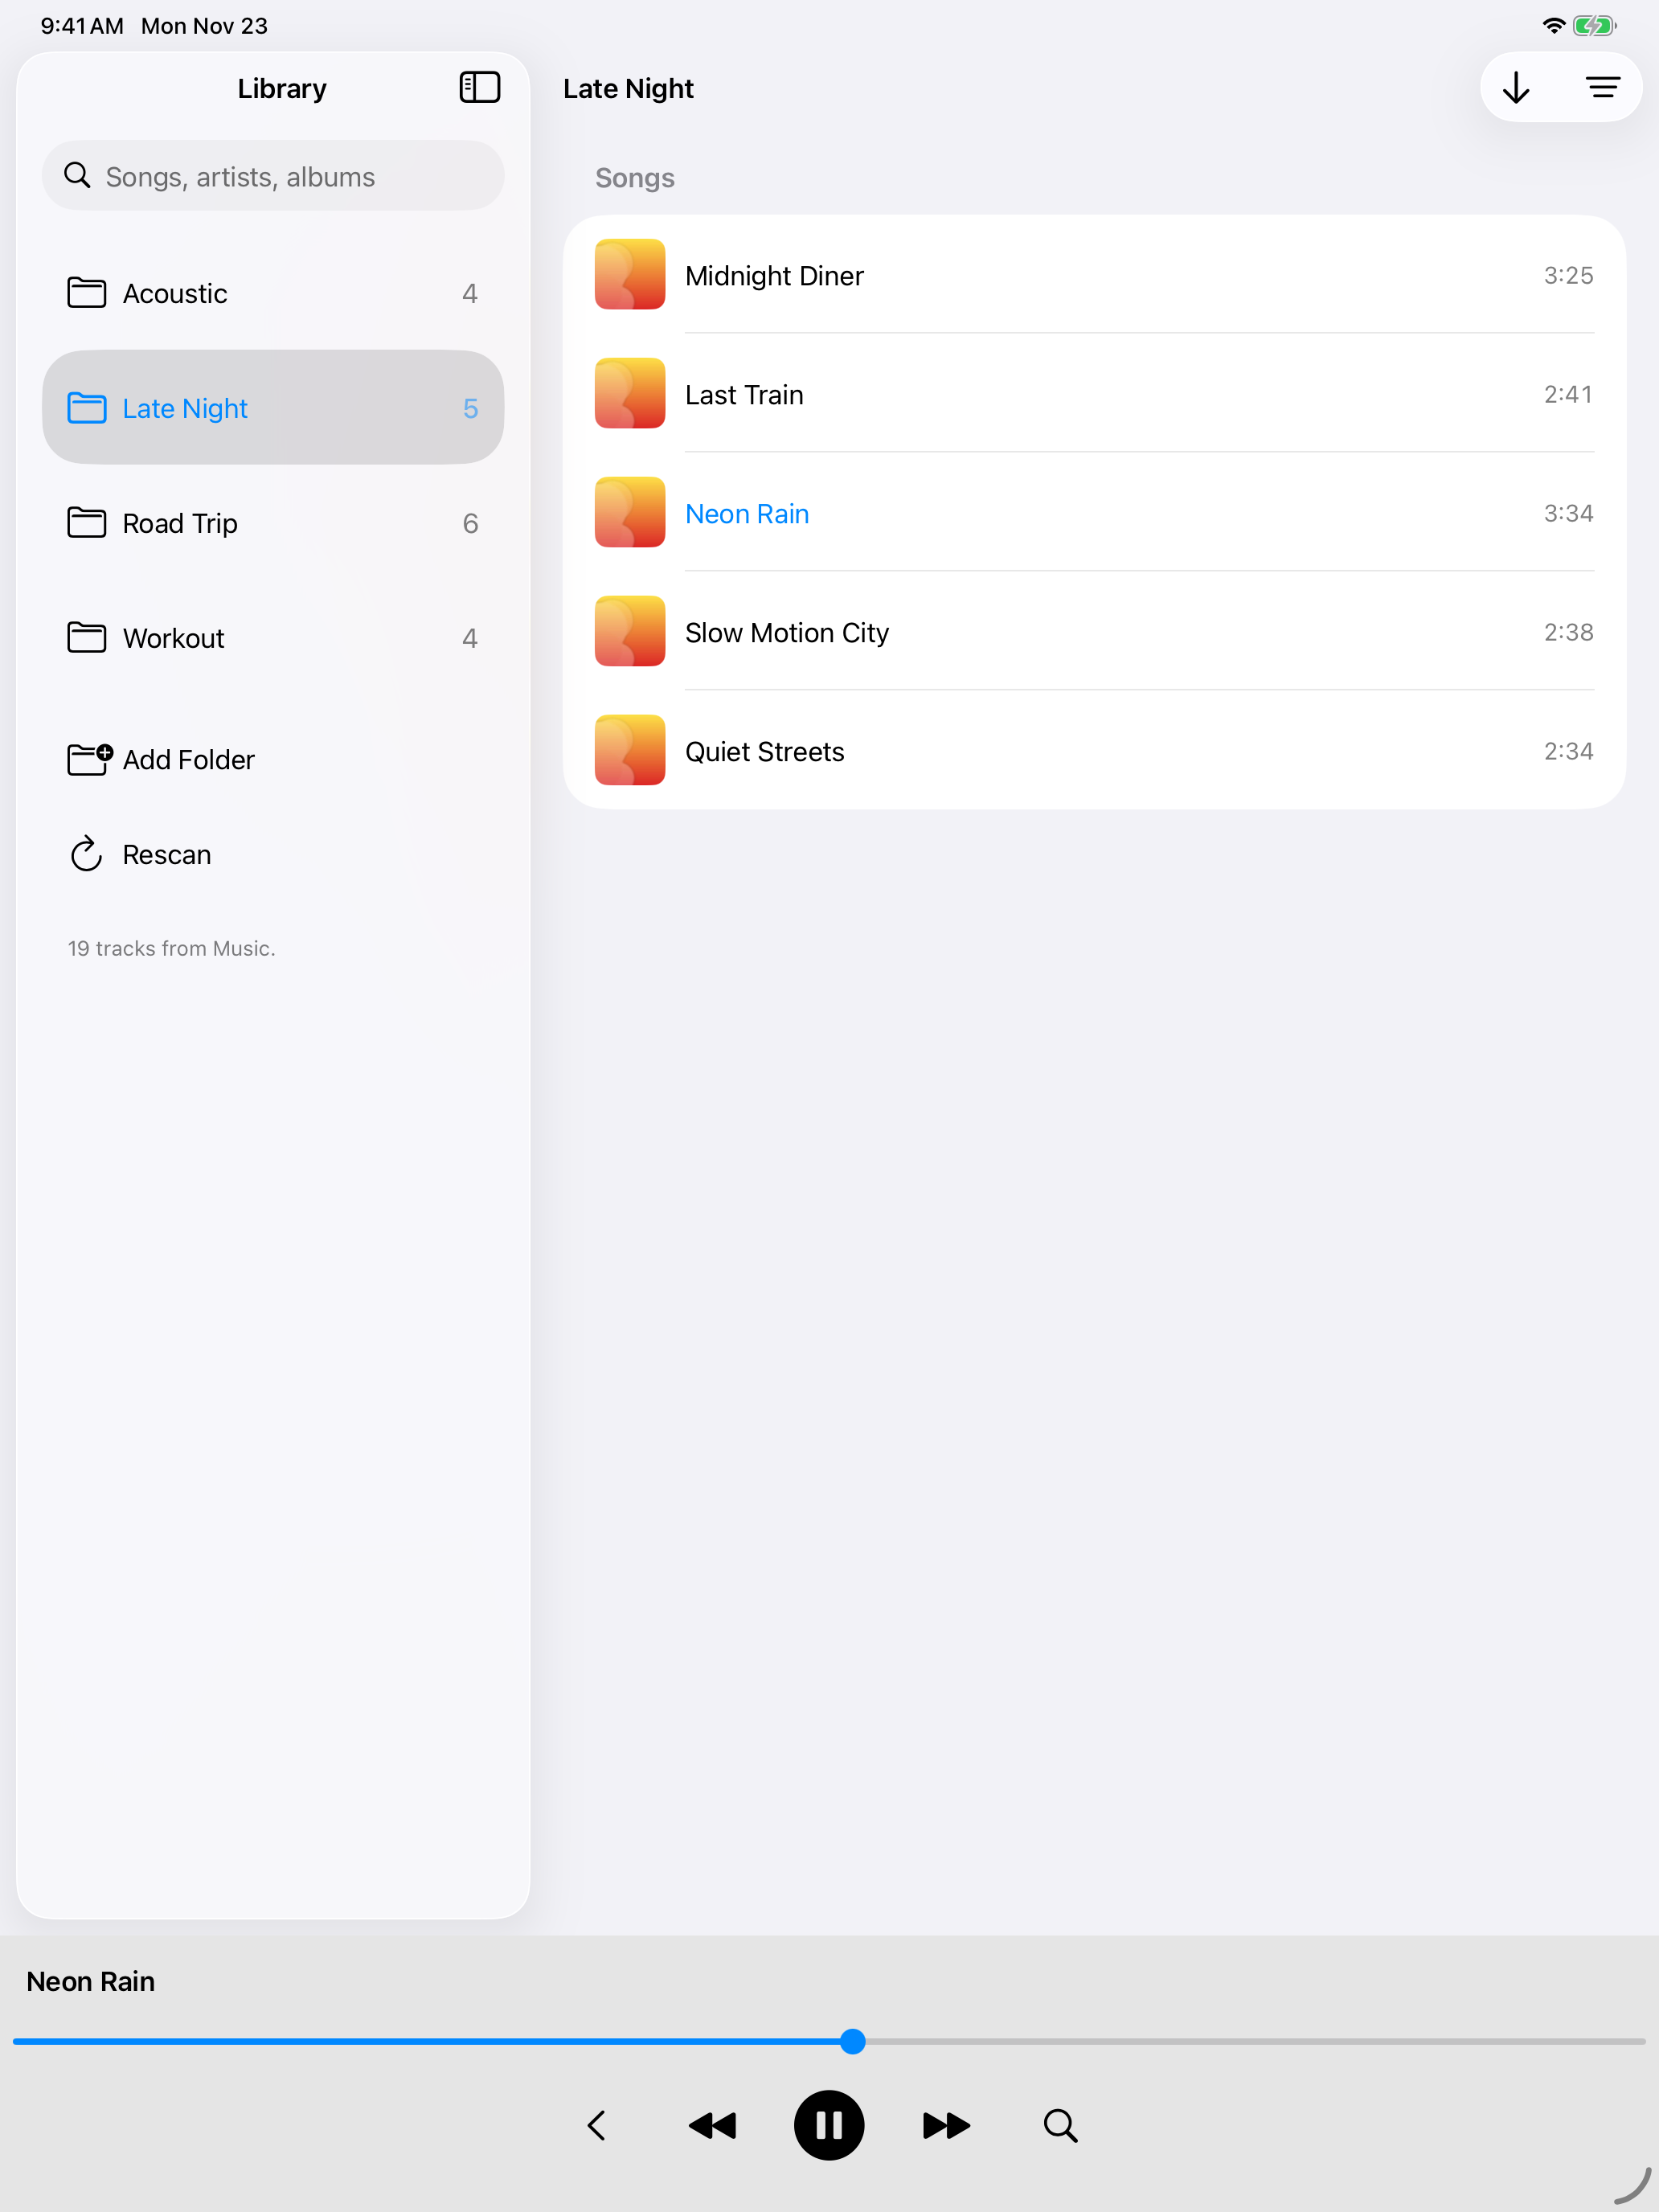 9:41 AM Mon Nov 23
Library
Songs, artists, albums
Acoustic 4
Late Night 5
Road Trip 6
Workout 4
Add Folder
Rescan
19 tracks from Music.
Late Night
Songs
Midnight Diner 3:25
Last Train 2:41
Neon Rain 3:34
Slow Motion City 2:38
Quiet Streets 2:34
Neon Rain